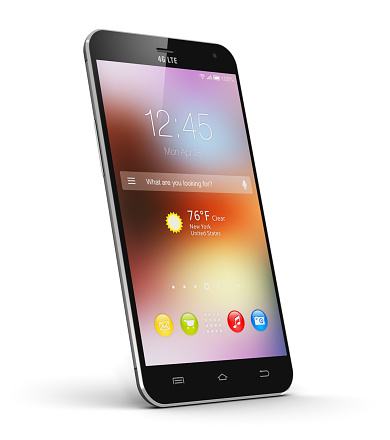 4G LTE
12:45
What are you looking for?
76°F Clear
New York
United States